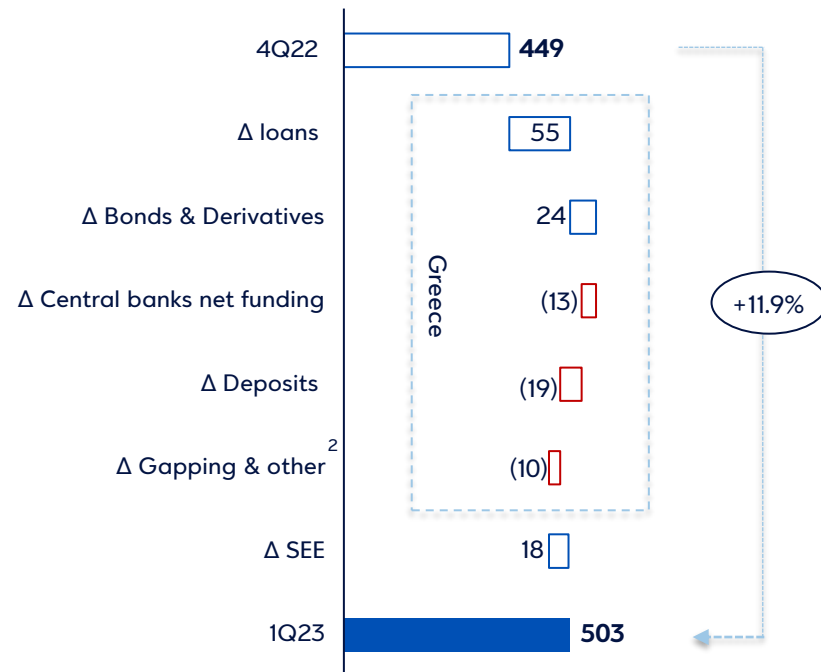 4Q22 449
Δ loans 55
Δ Bonds & Derivatives 24
Δ Central banks net funding (13)
Δ Deposits (19)
Δ Gapping & other 2 (10)
Δ SEE 18
1Q23 503
Greece
+11.9%